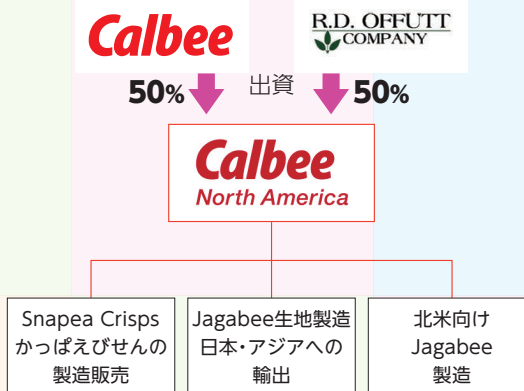 Calbee
R.D. OFFUTT
COMPANY
50%
出資
50%
Calbee
North America
Snapea Crisps
かっぱえびせんの
製造販売
Jagabee生地製造
日本・アジアへの
輸出
北米向け
Jagabee
製造